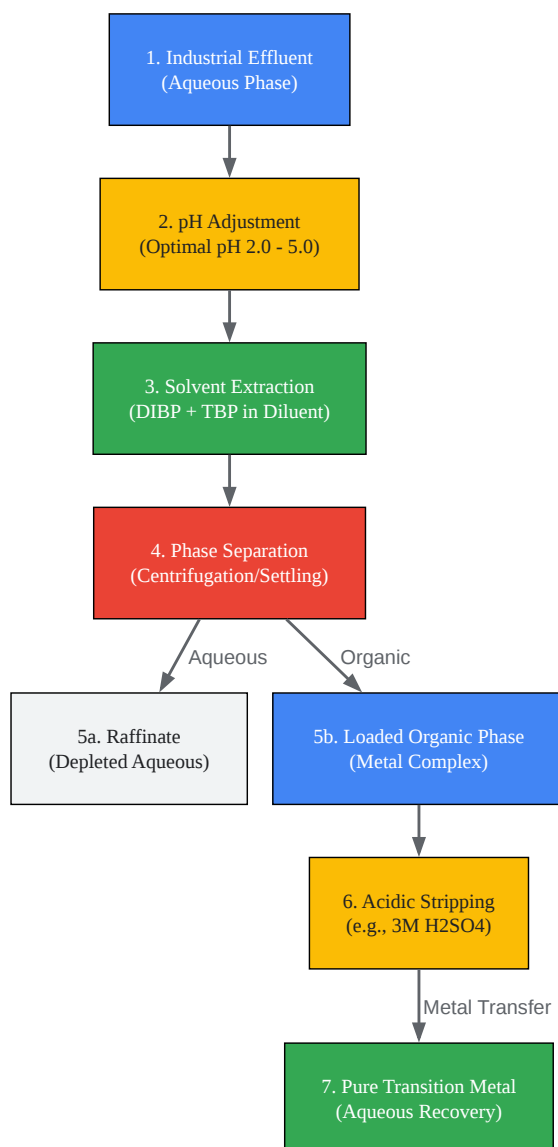 1. Industrial Effluent
(Aqueous Phase)
2. pH Adjustment
(Optimal pH 2.0 - 5.0)
3. Solvent Extraction
(DIBP + TBP in Diluent)
4. Phase Separation
(Centrifugation/Settling)
Aqueous
Organic
5a. Raffinate
(Depleted Aqueous)
5b. Loaded Organic Phase
(Metal Complex)
6. Acidic Stripping
(e.g., 3M H2SO4)
Metal Transfer
7. Pure Transition Metal
(Aqueous Recovery)